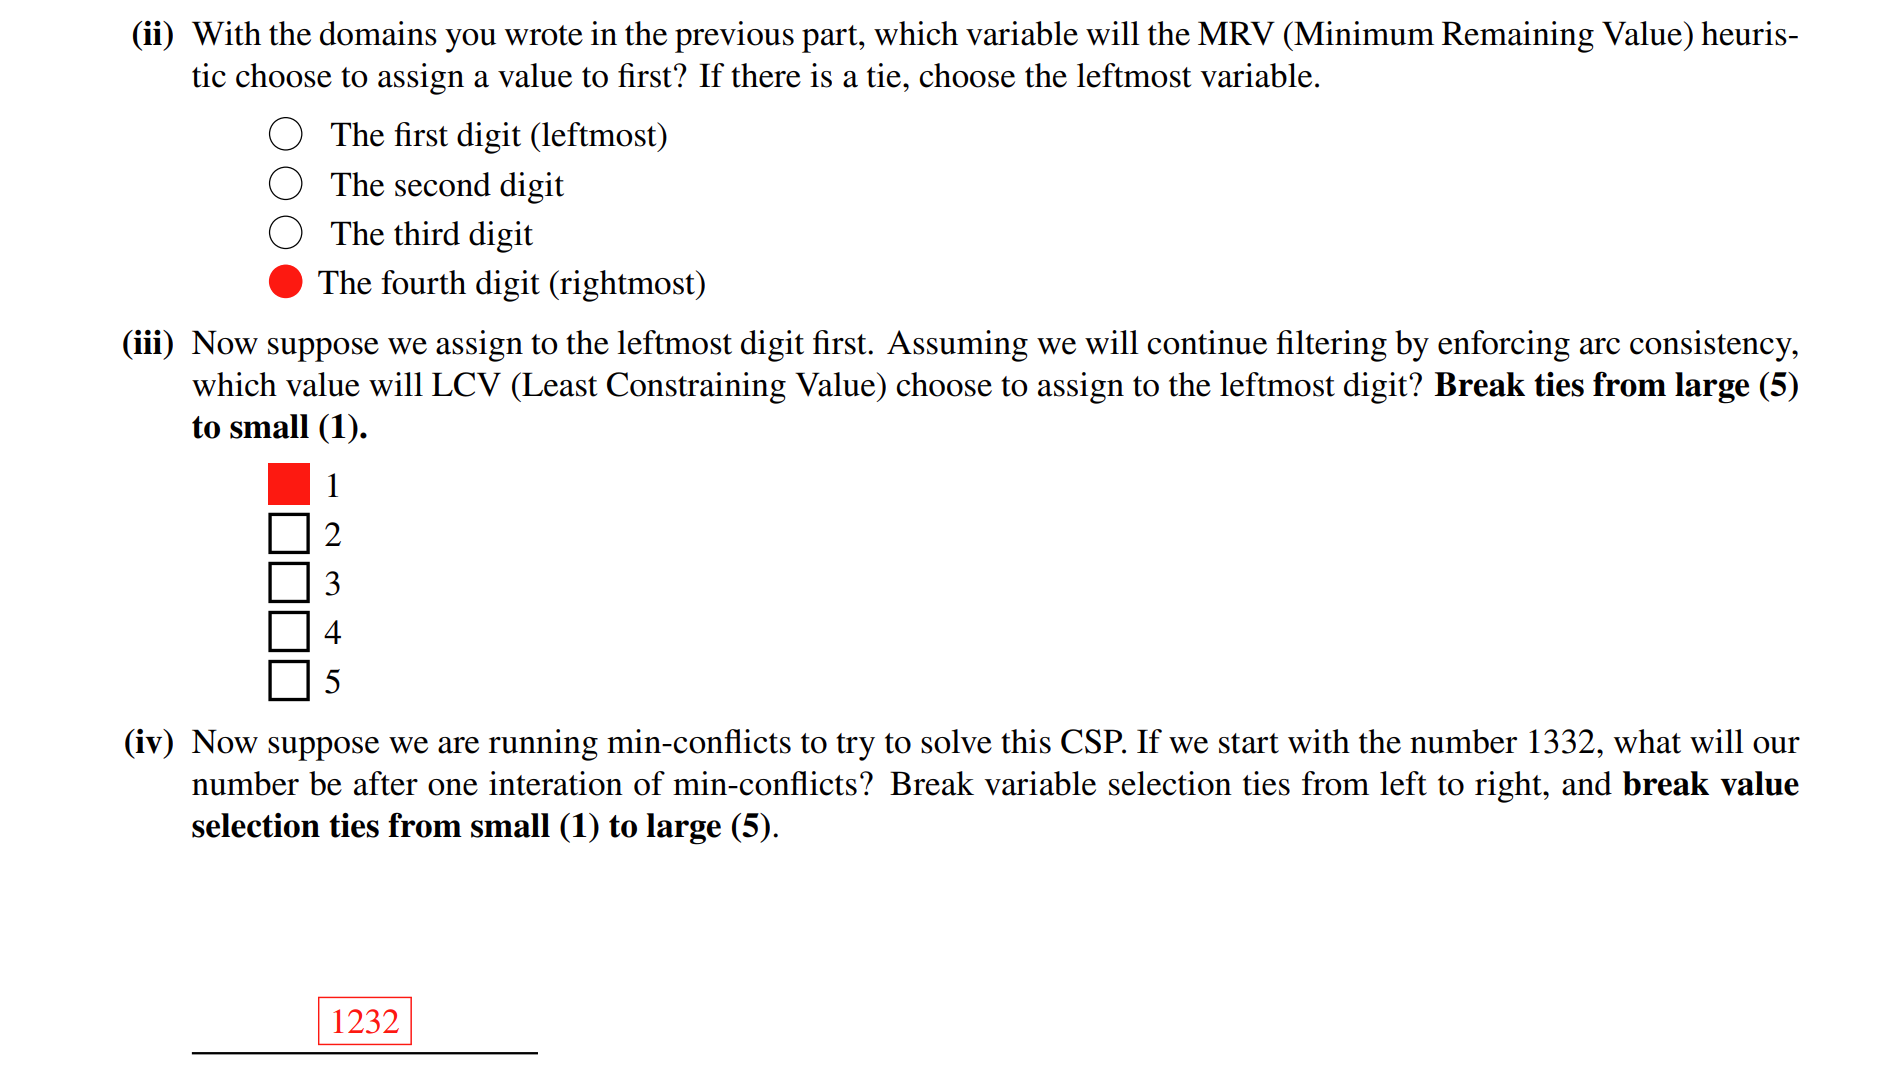 (ii) With the domains you wrote in the previous part, which variable will the MRV (Minimum Remaining Value) heuris-
tic choose to assign a value to first? If there is a tie, choose the leftmost variable.
The first digit (leftmost)
The second digit
The third digit
The fourth digit (rightmost)
(iii) Now suppose we assign to the leftmost digit first. Assuming we will continue filtering by enforcing arc consistency,
which value will LCV (Least Constraining Value) choose to assign to the leftmost digit? Break ties from large (5)
to small (1).
1
2
3
4
5
(iv) Now suppose we are running min-conflicts to try to solve this CSP. If we start with the number 1332, what will our
number be after one interation of min-conflicts? Break variable selection ties from left to right, and break value
selection ties from small (1) to large (5).
1232